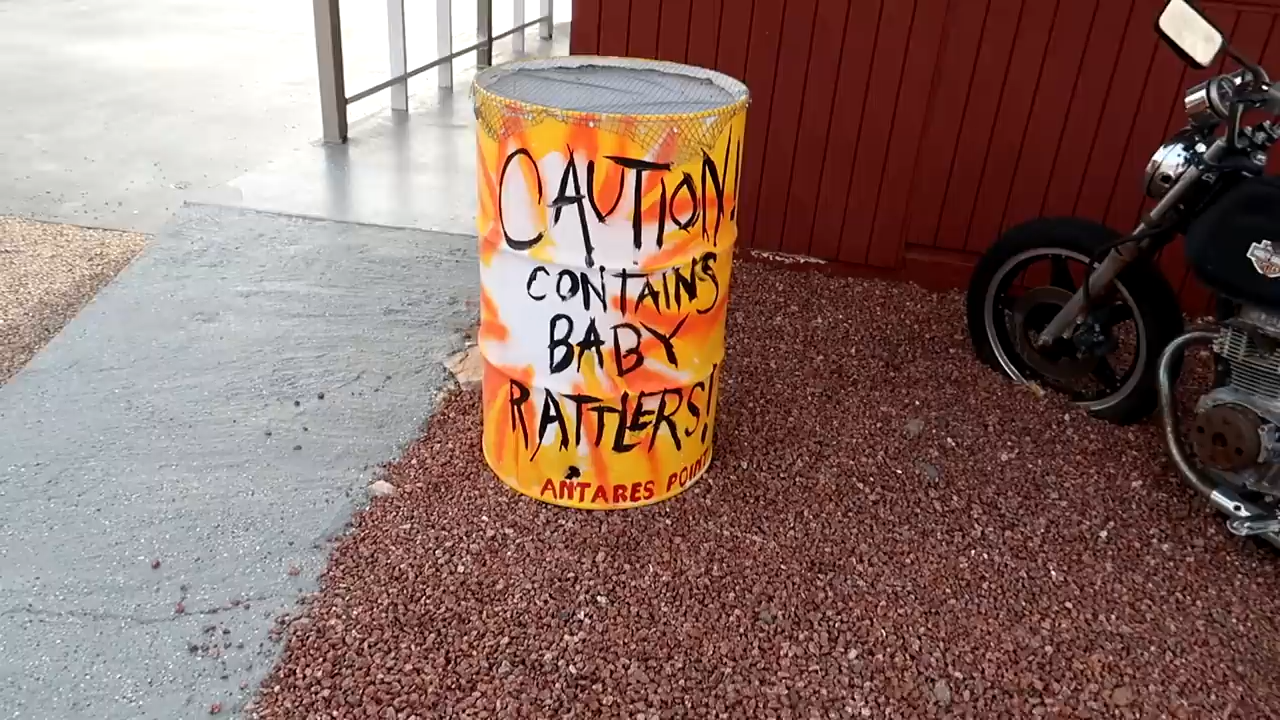 CAUTION!
CONTAINS
BABY
RATTLERS!
ANTARES POINT